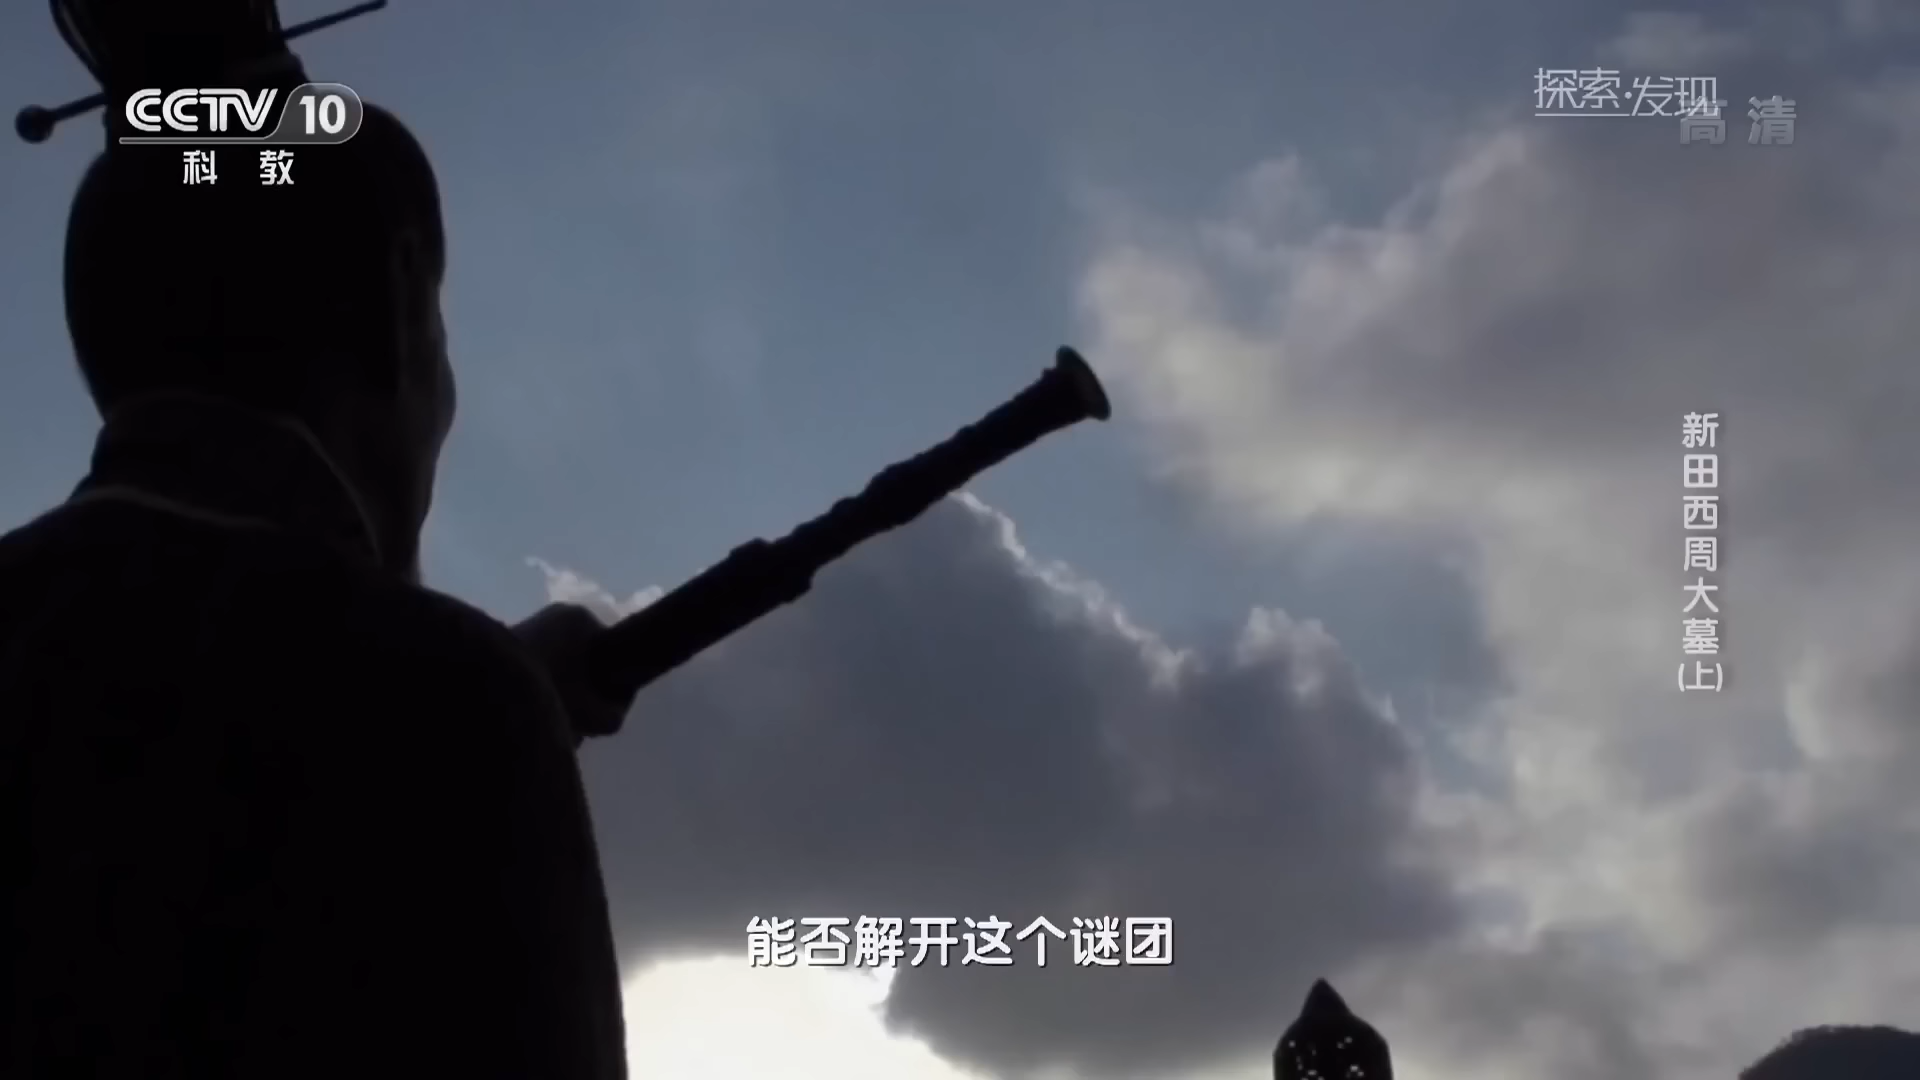 CCTV 10
科 教
探索·发现
高 清
新田西周大墓(上)
能否解开这个谜团